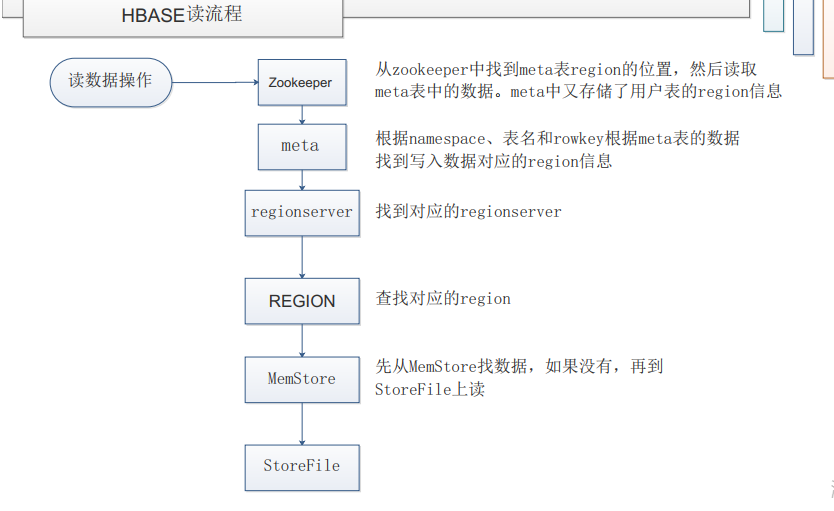 HBASE读流程
读数据操作
Zookeeper
从zookeeper中找到meta表region的位置，然后读取
meta表中的数据。meta中又存储了用户表的region信息
meta
根据namespace、表名和rowkey根据meta表的数据
找到写入数据对应的region信息
regionserver
找到对应的regionserver
REGION
查找对应的region
MemStore
先从MemStore找数据，如果没有，再到
StoreFile上读
StoreFile